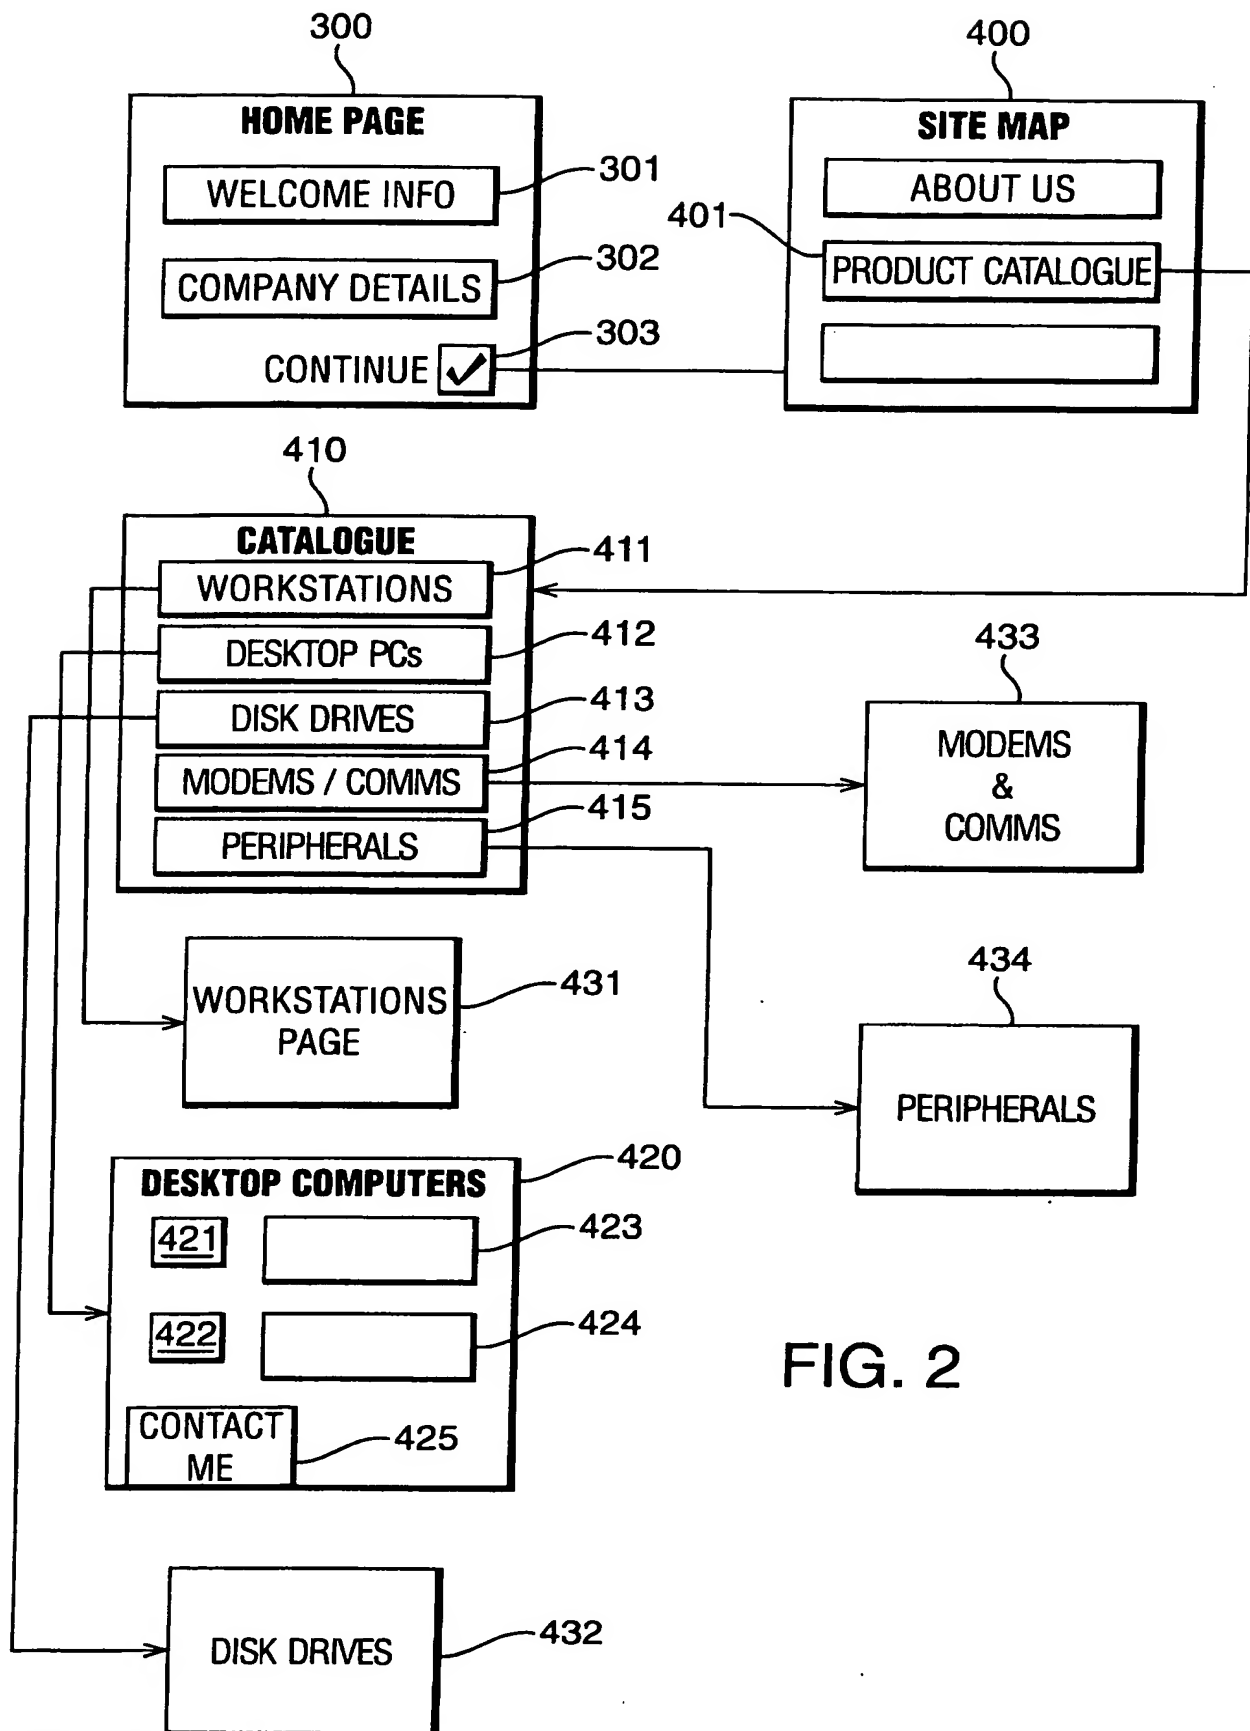 300
HOME PAGE
WELCOME INFO
301
COMPANY DETAILS
302
CONTINUE
303
400
SITE MAP
ABOUT US
401
PRODUCT CATALOGUE
410
CATALOGUE
WORKSTATIONS
411
DESKTOP PCs
412
DISK DRIVES
413
MODEMS / COMMS
414
PERIPHERALS
415
433
MODEMS
&
COMMS
WORKSTATIONS
PAGE
431
434
PERIPHERALS
DESKTOP COMPUTERS
420
421
423
422
424
CONTACT
ME
425
FIG. 2
DISK DRIVES
432